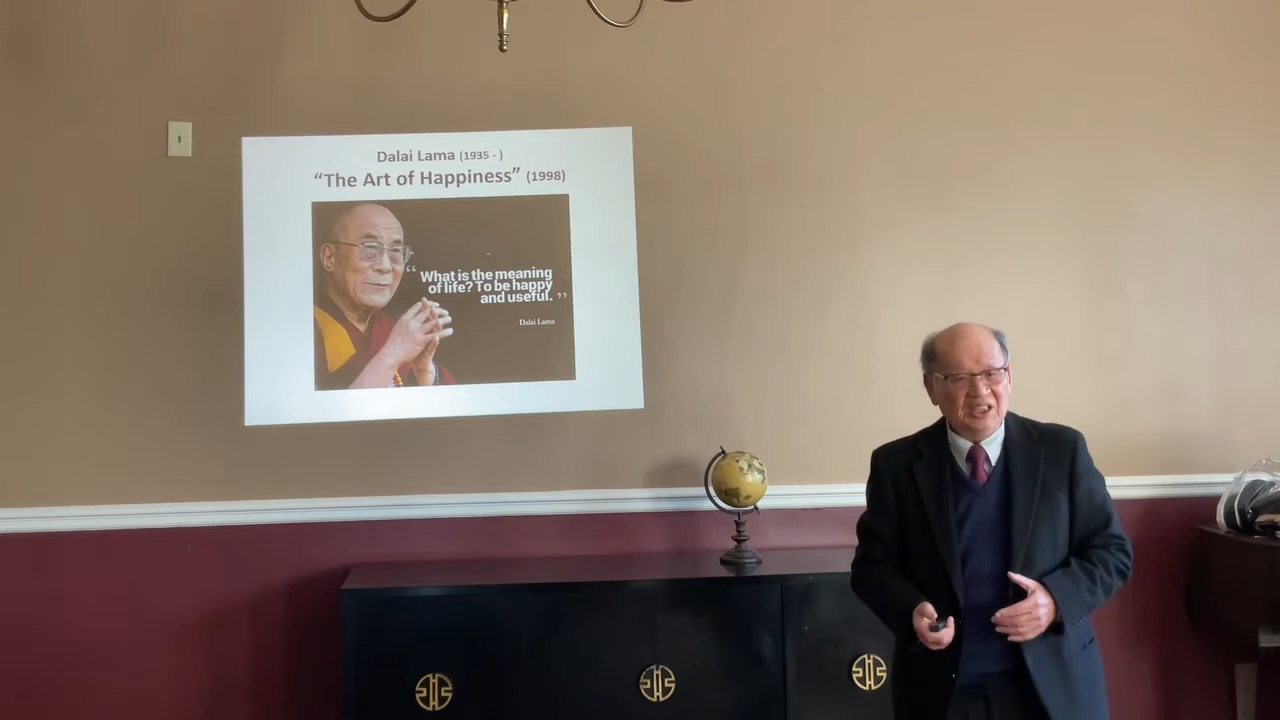 Dalai Lama (1935 - )
“The Art of Happiness” (1998)
“ What is the meaning
of life? To be happy
and useful. ”
Dalai Lama